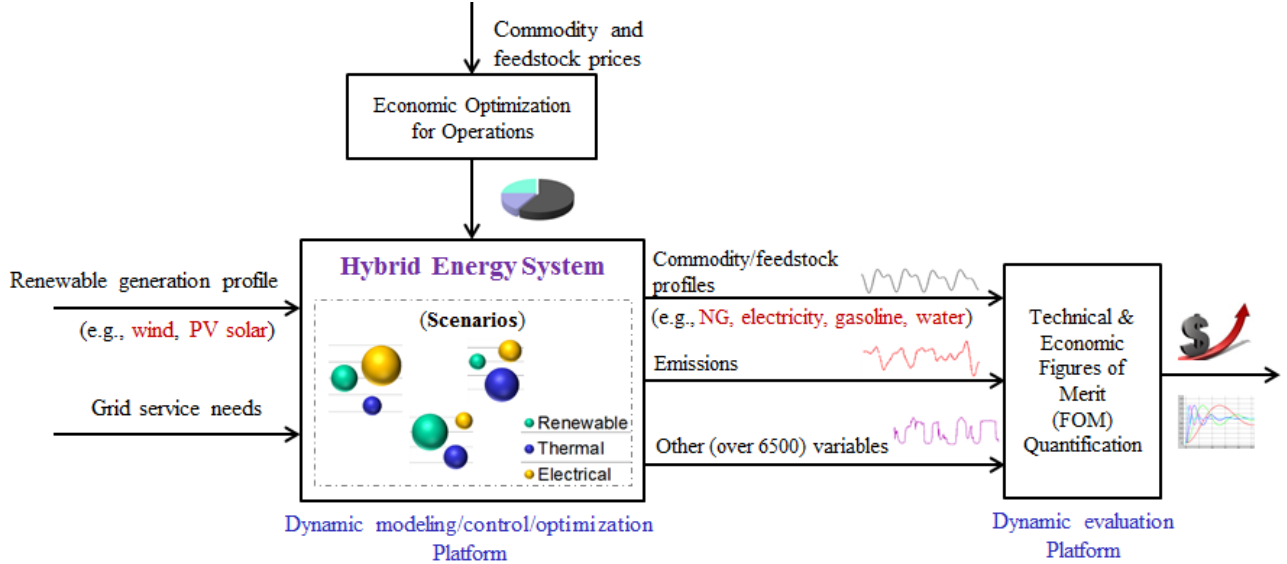 Commodity and
feedstock prices
Economic Optimization
for Operations
Hybrid Energy System
(Scenarios)
Renewable
Thermal
Electrical
Renewable generation profile
(e.g., wind, PV solar)
Grid service needs
Dynamic modeling/control/optimization
Platform
Commodity/feedstock
profiles
(e.g., NG, electricity, gasoline, water)
Emissions
Other (over 6500) variables
Technical &
Economic
Figures of
Merit
(FOM)
Quantification
Dynamic evaluation
Platform
$